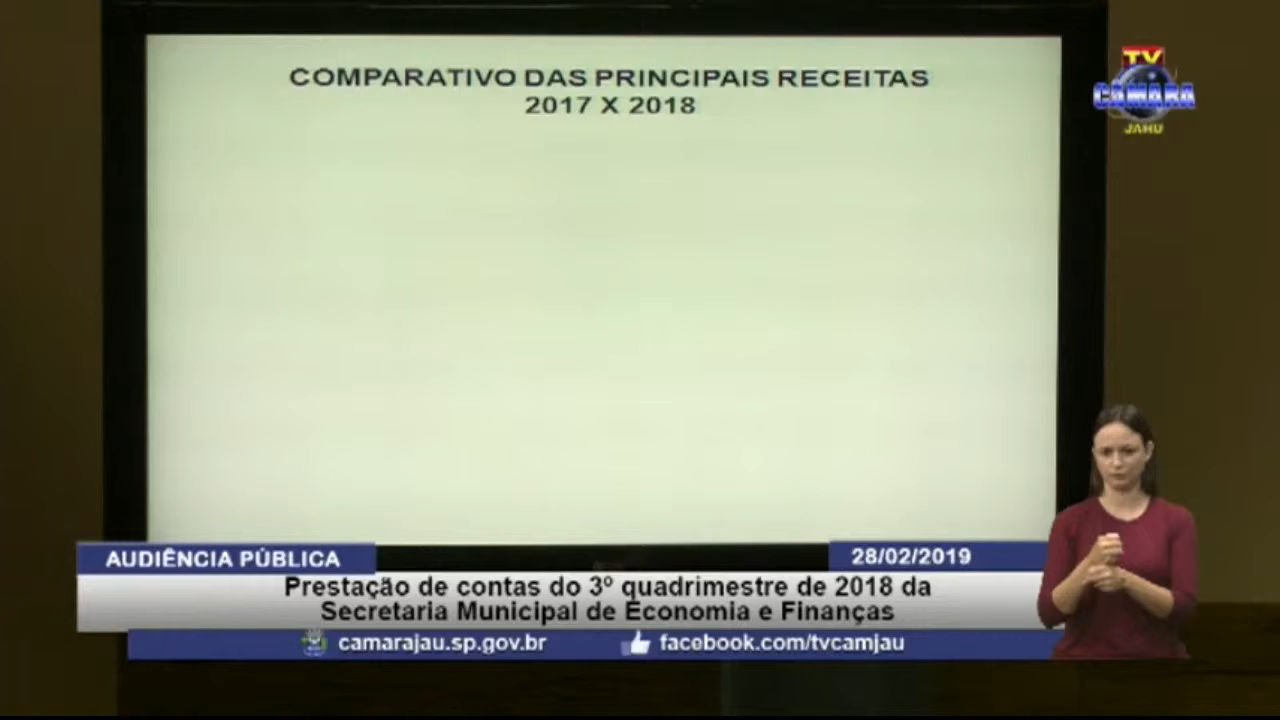 COMPARATIVO DAS PRINCIPAIS RECEITAS
2017 X 2018
TV
CÂMARA
JAHU
AUDIÊNCIA PÚBLICA
28/02/2019
Prestação de contas do 3º quadrimestre de 2018 da
Secretaria Municipal de Economia e Finanças
camarajau.sp.gov.br
facebook.com/tvcamjau